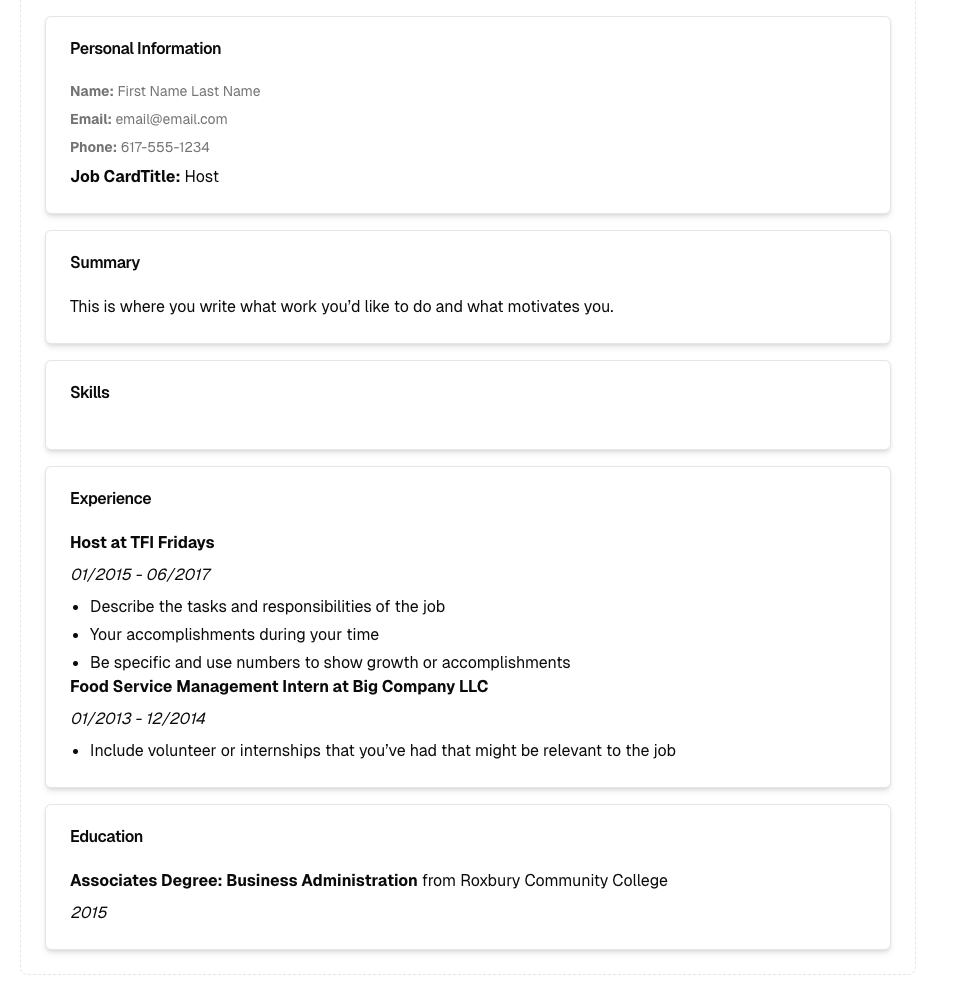 Personal Information
Name: First Name Last Name
Email: email@email.com
Phone: 617-555-1234
Job CardTitle: Host
Summary
This is where you write what work you’d like to do and what motivates you.
Skills
Experience
Host at TFI Fridays
01/2015 - 06/2017
• Describe the tasks and responsibilities of the job
• Your accomplishments during your time
• Be specific and use numbers to show growth or accomplishments
Food Service Management Intern at Big Company LLC
01/2013 - 12/2014
• Include volunteer or internships that you’ve had that might be relevant to the job
Education
Associates Degree: Business Administration from Roxbury Community College
2015